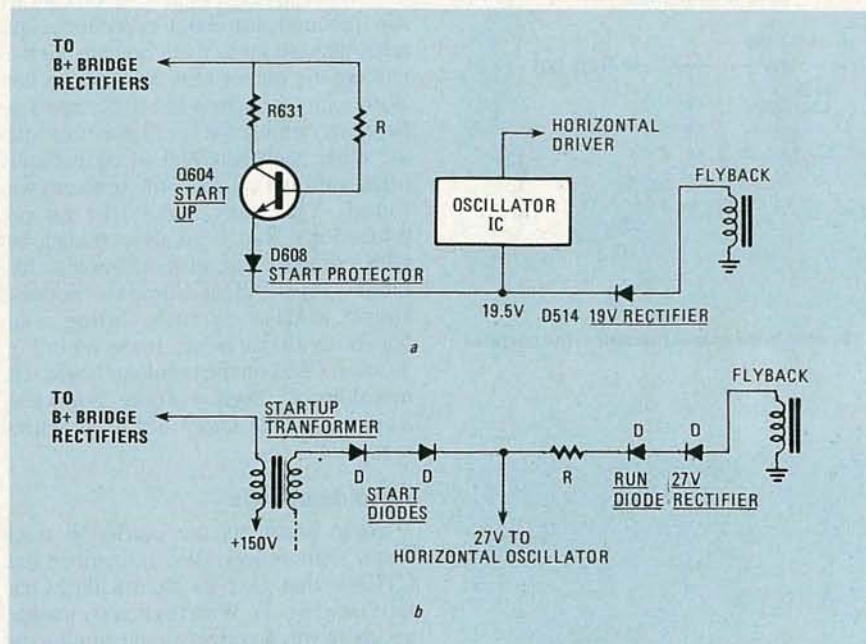 TO
B+ BRIDGE
RECTIFIERS
R631
R
Q604
START
UP
HORIZONTAL
DRIVER
OSCILLATOR
IC
FLYBACK
D608
START PROTECTOR
19.5V
D514 19V RECTIFIER
a
TO
B+ BRIDGE
RECTIFIERS
STARTUP
TRANFORMER
FLYBACK
D
D
START
DIODES
R
D
D
RUN
DIODE
27V
RECTIFIER
+150V
27V TO
HORIZONTAL OSCILLATOR
b